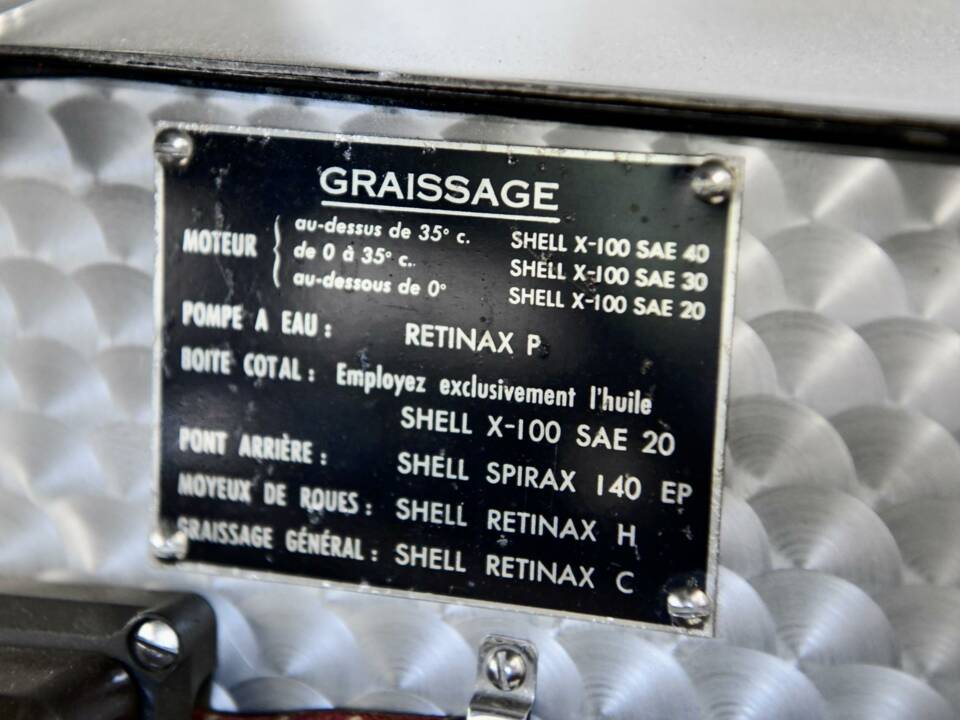 GRAISSAGE
MOTEUR { au-dessus de 35° c. SHELL X-100 SAE 40
de 0 à 35° c. SHELL X-100 SAE 30
au-dessous de 0° SHELL X-100 SAE 20
POMPE A EAU : RETINAX P
BOITE COTAL : Employez exclusivement l'huile
SHELL X-100 SAE 20
PONT ARRIÈRE : SHELL SPIRAX 140 EP
MOYEUX DE ROUES : SHELL RETINAX H
GRAISSAGE GÉNÉRAL : SHELL RETINAX C